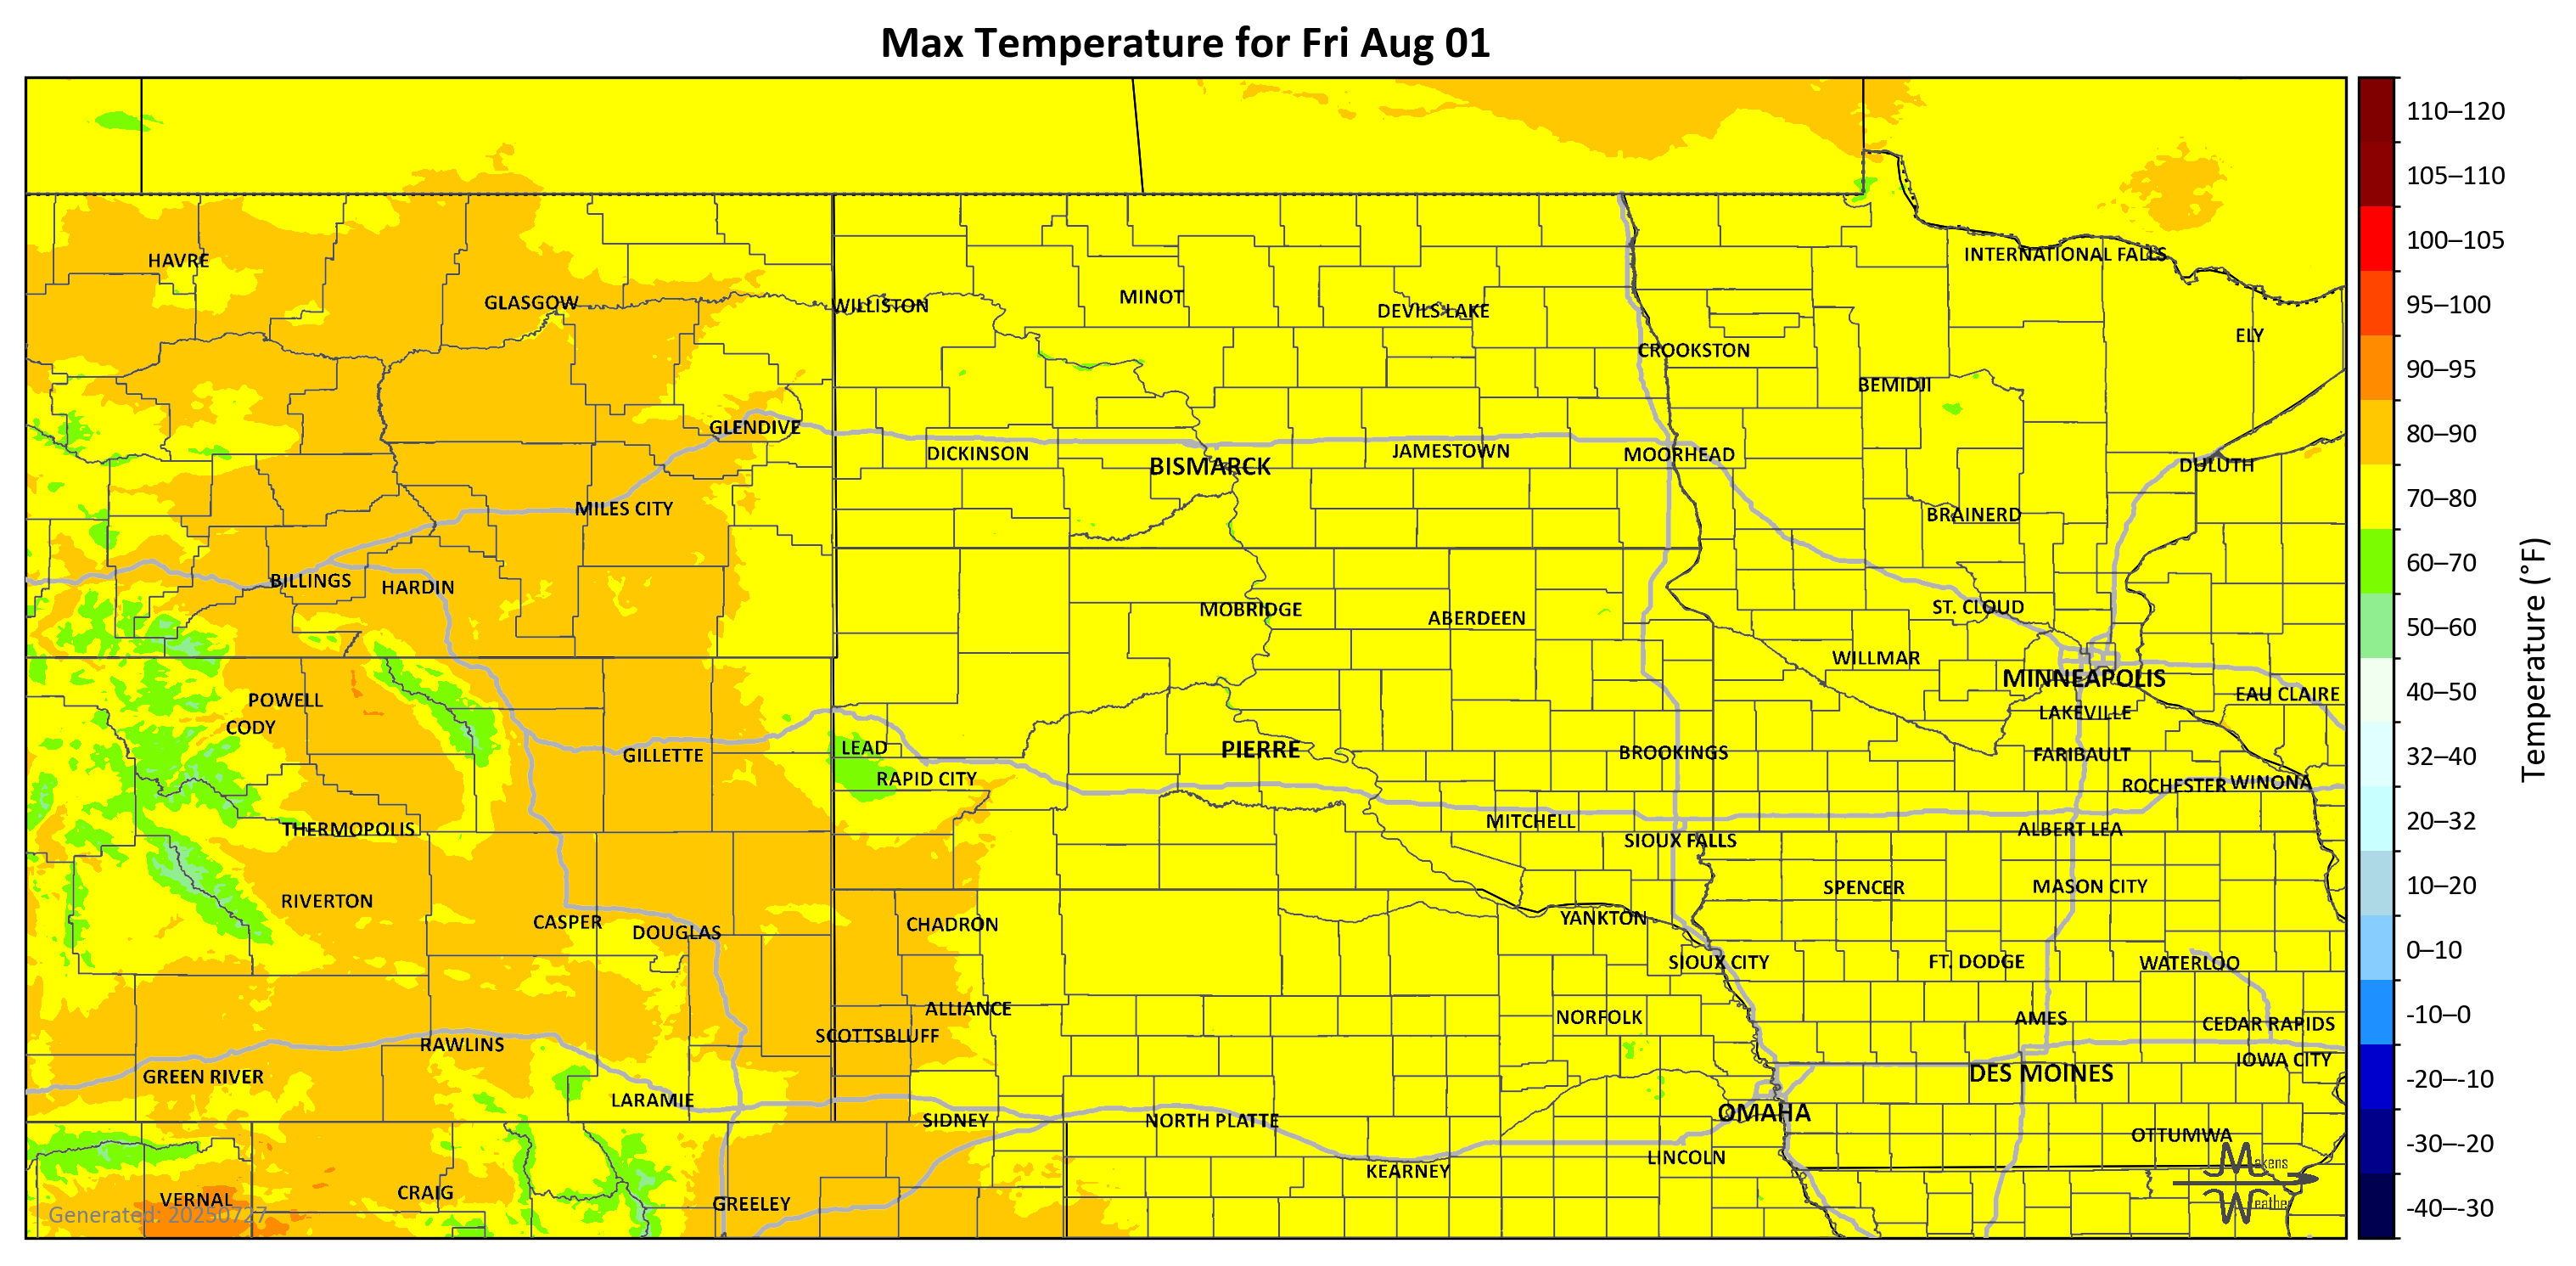 Max Temperature for Fri Aug 01
110–120
105–110
100–105
95–100
90–95
80–90
70–80
60–70
50–60
40–50
32–40
20–32
10–20
0–10
-10–0
-20–-10
-30–-20
-40–-30
Temperature (°F)
HAVRE
INTERNATIONAL FALLS
GLASGOW
WILLISTON
MINOT
DEVILS LAKE
ELY
CROOKSTON
BEMIDJI
GLENDIVE
DICKINSON
BISMARCK
JAMESTOWN
MOORHEAD
DULUTH
MILES CITY
BRAINERD
BILLINGS
HARDIN
MOBRIDGE
ABERDEEN
ST. CLOUD
WILLMAR
MINNEAPOLIS
EAU CLAIRE
POWELL
CODY
LAKEVILLE
GILLETTE
LEAD
PIERRE
BROOKINGS
FARIBAULT
RAPID CITY
ROCHESTER
WINONA
THERMOPOLIS
MITCHELL
SIOUX FALLS
ALBERT LEA
RIVERTON
SPENCER
MASON CITY
CASPER
DOUGLAS
CHADRON
YANKTON
SIOUX CITY
FT. DODGE
WATERLOO
ALLIANCE
NORFOLK
AMES
CEDAR RAPIDS
SCOTTSBLUFF
RAWLINS
IOWA CITY
GREEN RIVER
DES MOINES
LARAMIE
SIDNEY
NORTH PLATTE
OMAHA
OTTUMWA
LINCOLN
KEARNEY
VERNAL
CRAIG
GREELEY
Generated: 20250727
Makens
Weather